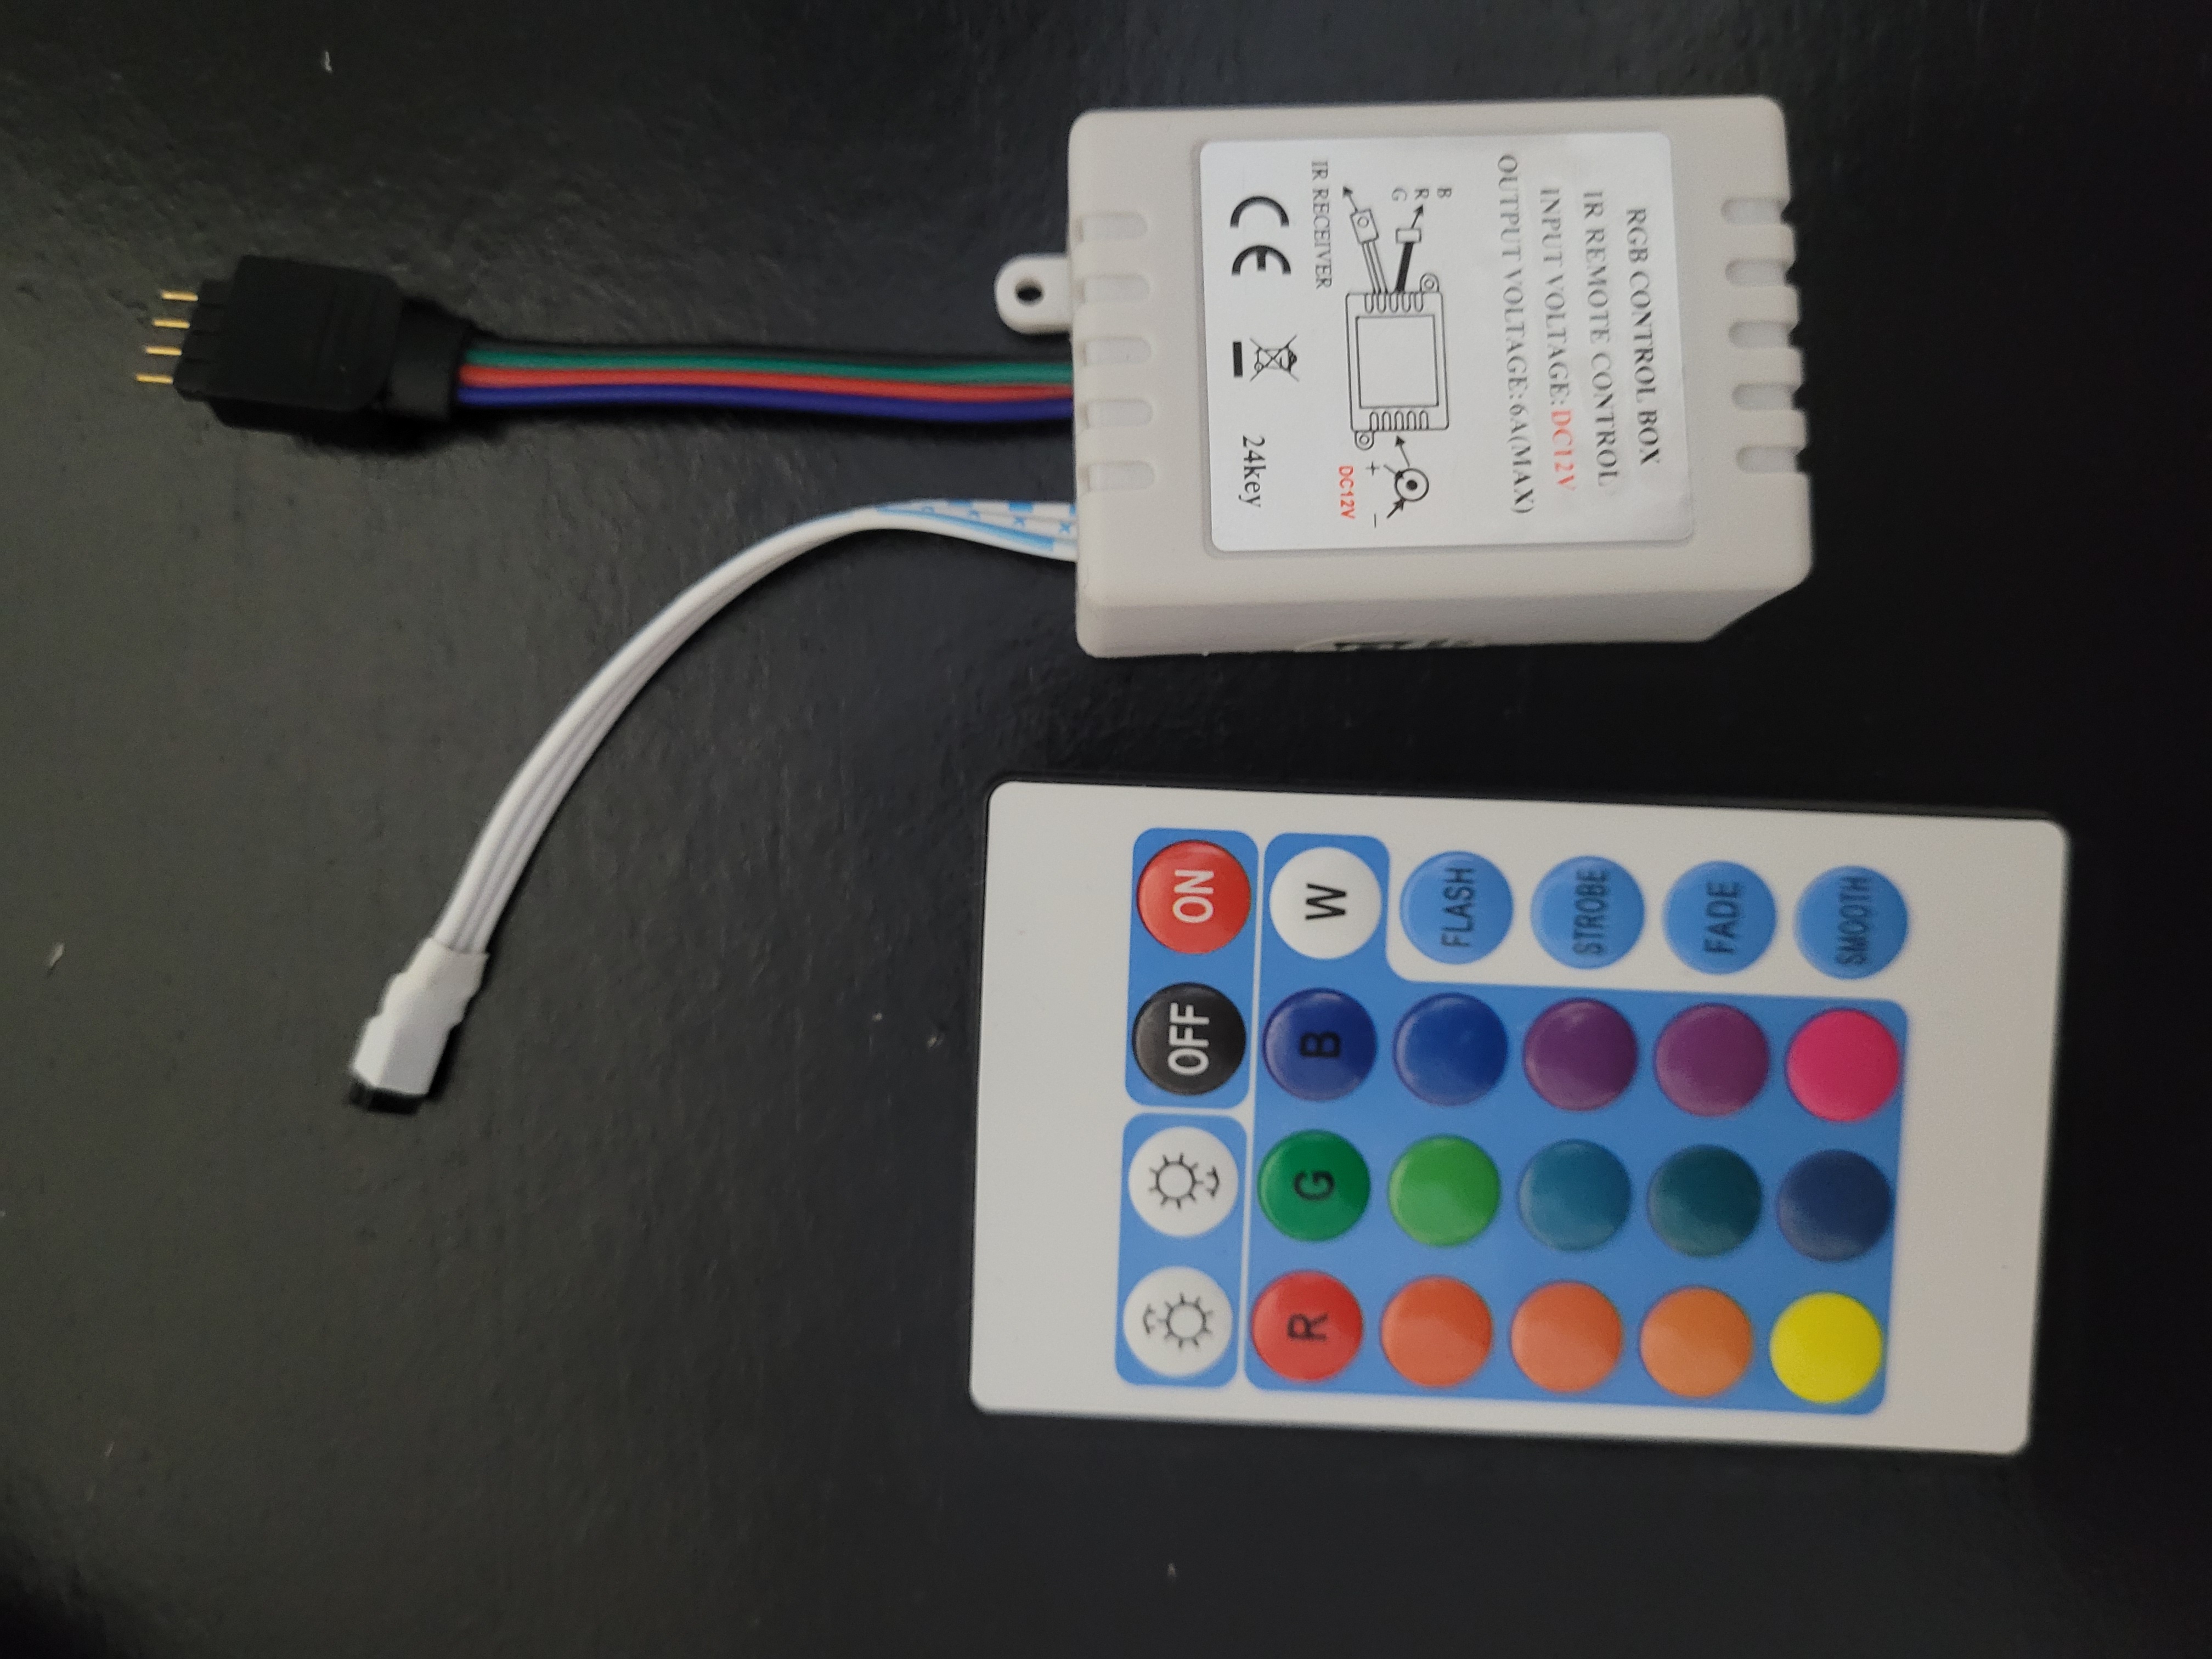 OFF ON
R G B W
FLASH
STROBE
FADE
SMOOTH
RGB CONTROL BOX
IR REMOTE CONTROL
INPUT VOLTAGE:DC12V
OUTPUT VOLTAGE:6A(MAX)
B
R
G
+ −
DC12V
IR RECEIVER
CE
24key